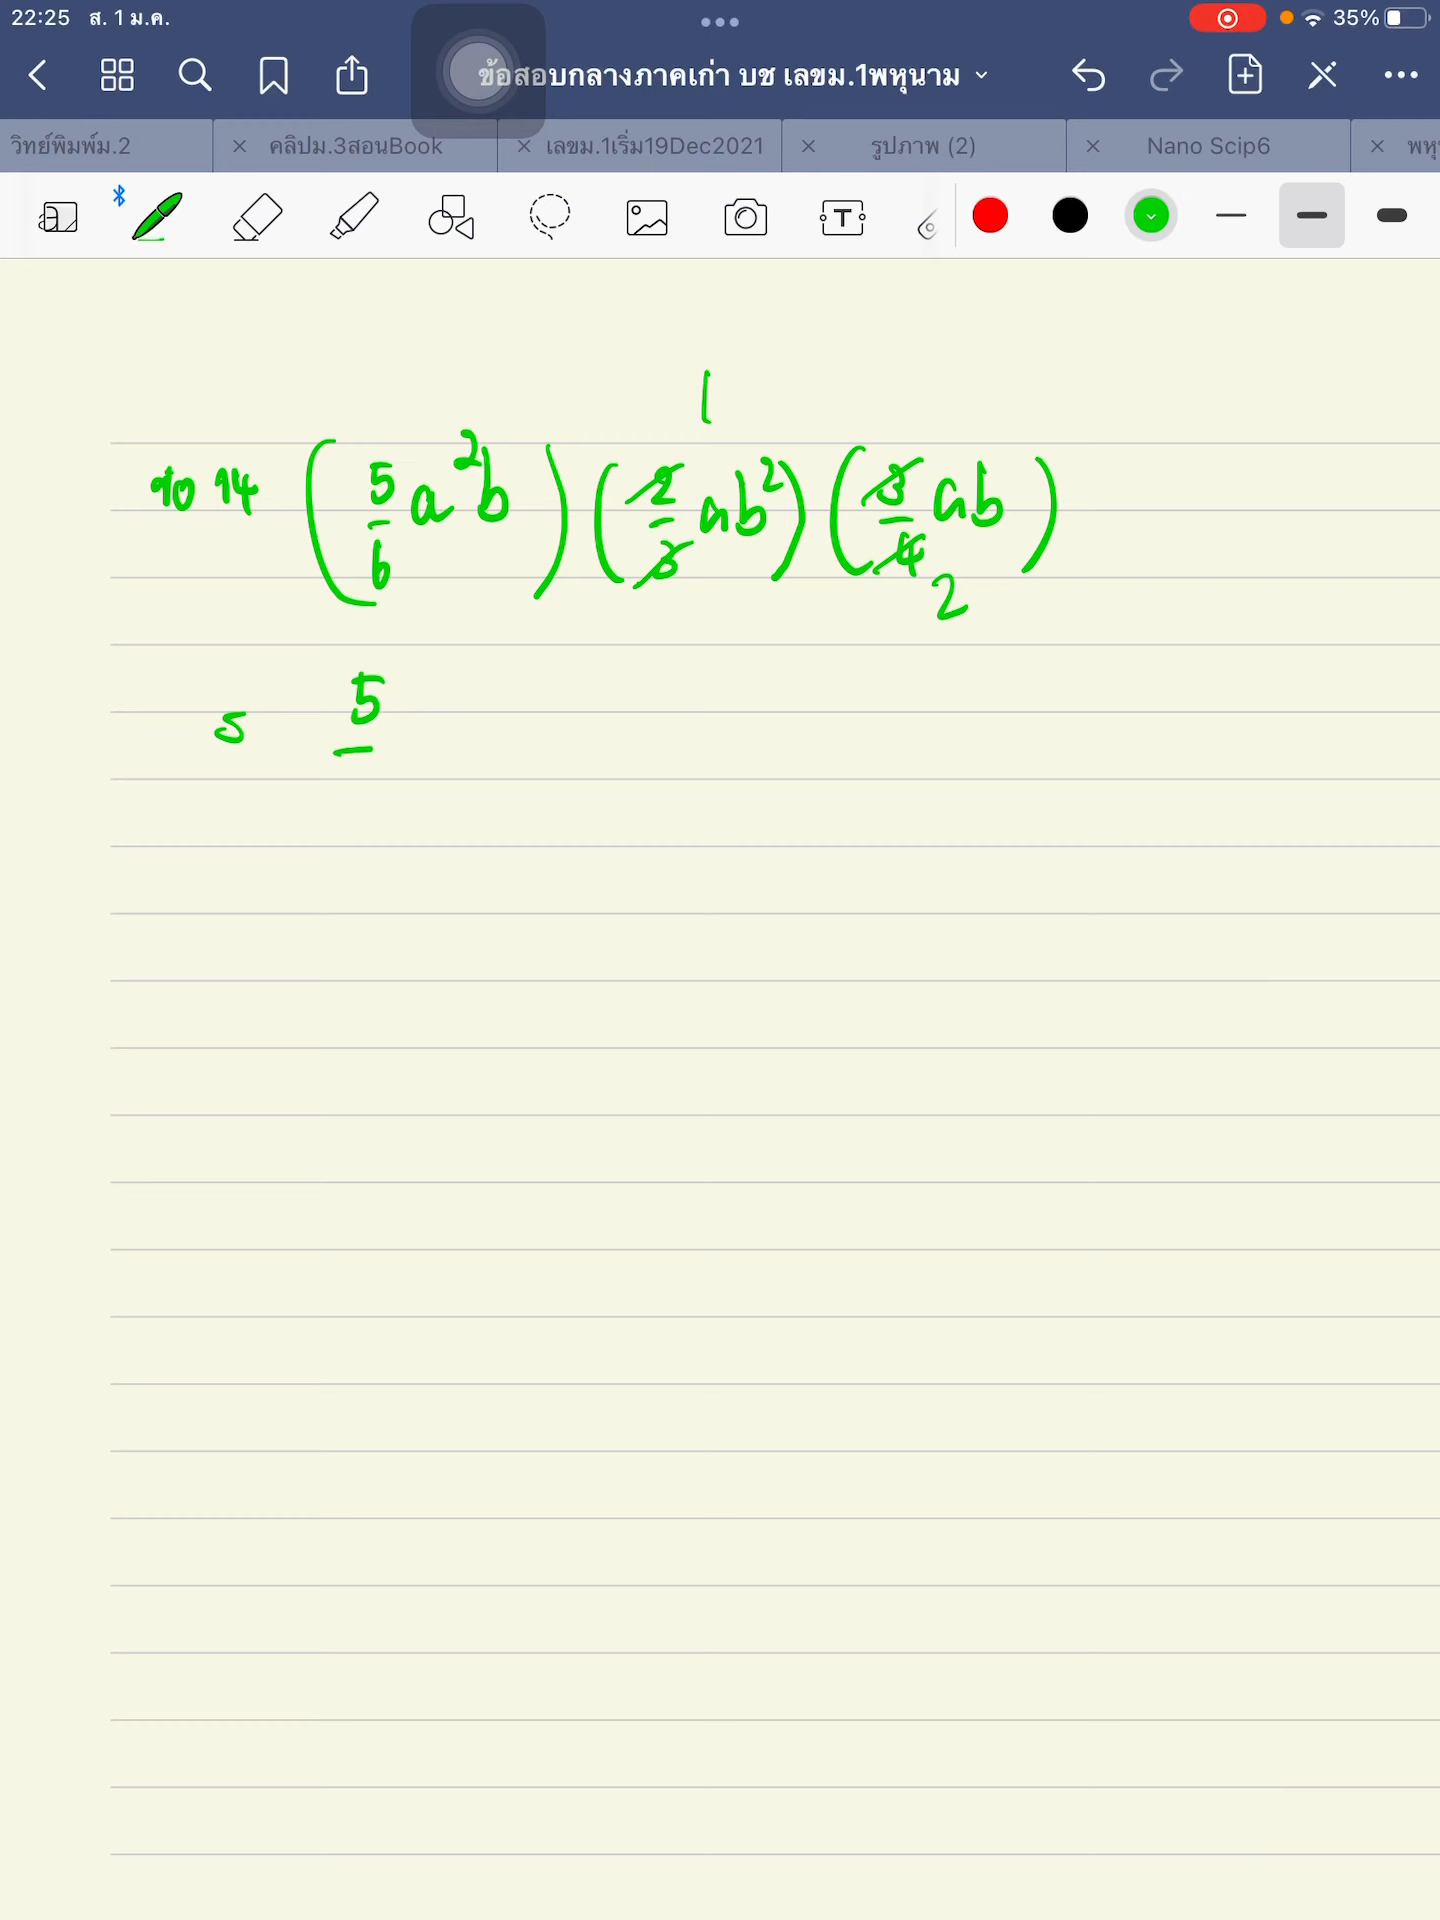 22:25 ส. 1 ม.ค. 35%
ข้อสอบกลางภาคเก่า บช เลขม.1พหุนาม
วิทย์พิมพ์ม.2 คลิปม.3สอนBook เลขม.1เริ่ม19Dec2021 รูปภาพ (2) Nano Scip6 พหุ
T
1
ข้อ 14 (5/6 a²b)(2/3 ab²)(3/4 ab)
2
= 5